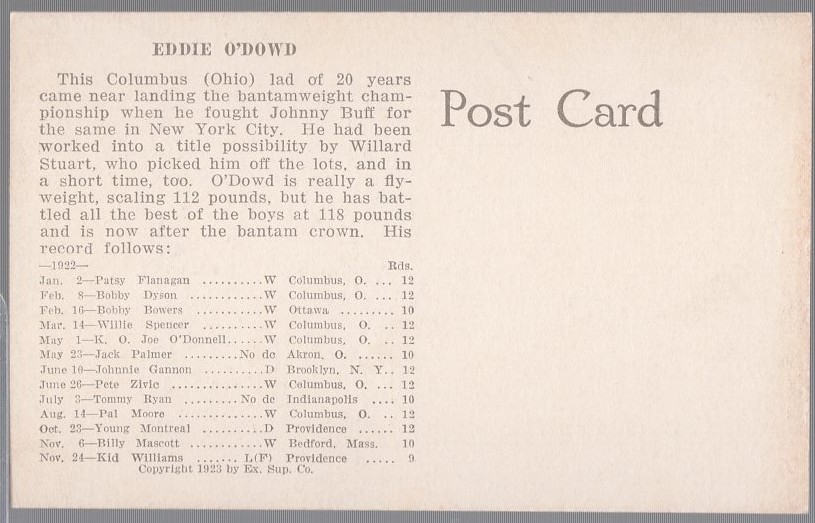 EDDIE O'DOWD
This Columbus (Ohio) lad of 20 years
came near landing the bantamweight cham-
pionship when he fought Johnny Buff for
the same in New York City. He had been
worked into a title possibility by Willard
Stuart, who picked him off the lots, and in
a short time, too. O'Dowd is really a fly-
weight, scaling 112 pounds, but he has bat-
tled all the best of the boys at 118 pounds
and is now after the bantam crown. His
record follows:
—1922— Rds.
Jan. 2—Patsy Flanagan ..........W Columbus, O. ... 12
Feb. 8—Bobby Dyson ............W Columbus, O. ... 12
Feb. 16—Bobby Bowers ...........W Ottawa ......... 10
Mar. 14—Willie Spencer ..........W Columbus, O. .. 12
May 1—K. O. Joe O'Donnell......W Columbus, O. .. 12
May 23—Jack Palmer .........No dc Akron, O. ...... 10
June 10—Johnnie Gannon ..........D Brooklyn, N. Y.. 12
June 26—Pete Zivic ..............W Columbus, O. ... 12
July 3—Tommy Ryan .........No dc Indianapolis .... 10
Aug. 14—Pal Moore .............W Columbus, O. .. 12
Oct. 23—Young Montreal ..........D Providence ...... 12
Nov. 6—Billy Mascott ...........W Bedford, Mass. 10
Nov. 24—Kid Williams ....... L(F) Providence ..... 9
Copyright 1923 by Ex. Sup. Co.
Post Card